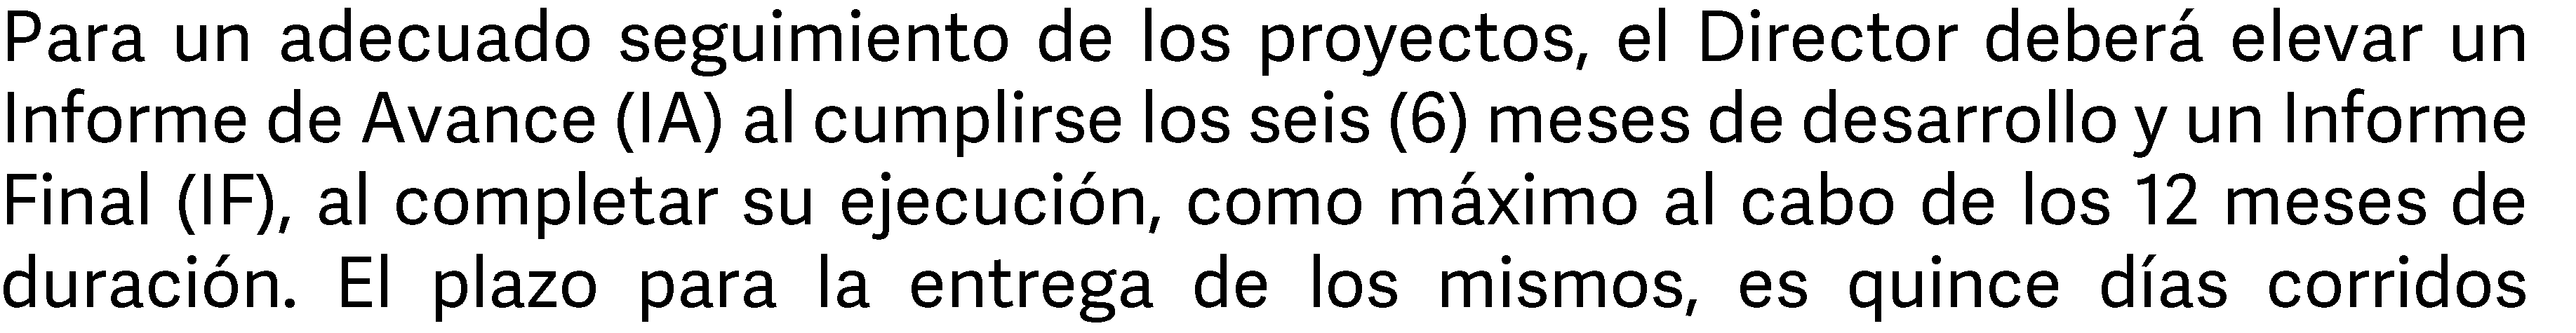 Para un adecuado seguimiento de los proyectos, el Director deberá elevar un
Informe de Avance (IA) al cumplirse los seis (6) meses de desarrollo y un Informe
Final (IF), al completar su ejecución, como máximo al cabo de los 12 meses de
duración. El plazo para la entrega de los mismos, es quince días corridos